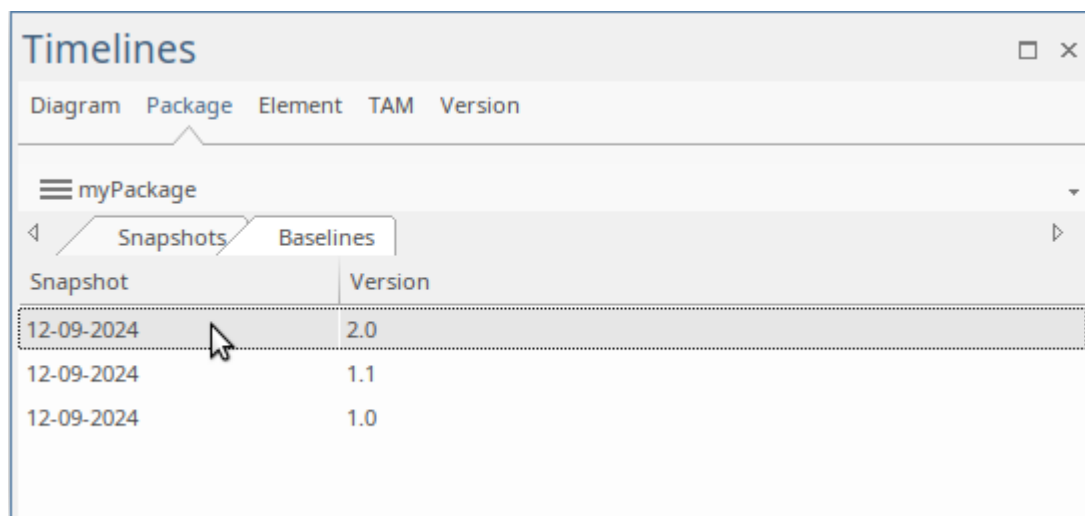 Timelines
Diagram Package Element TAM Version
myPackage
Snapshots Baselines
Snapshot Version
12-09-2024 2.0
12-09-2024 1.1
12-09-2024 1.0